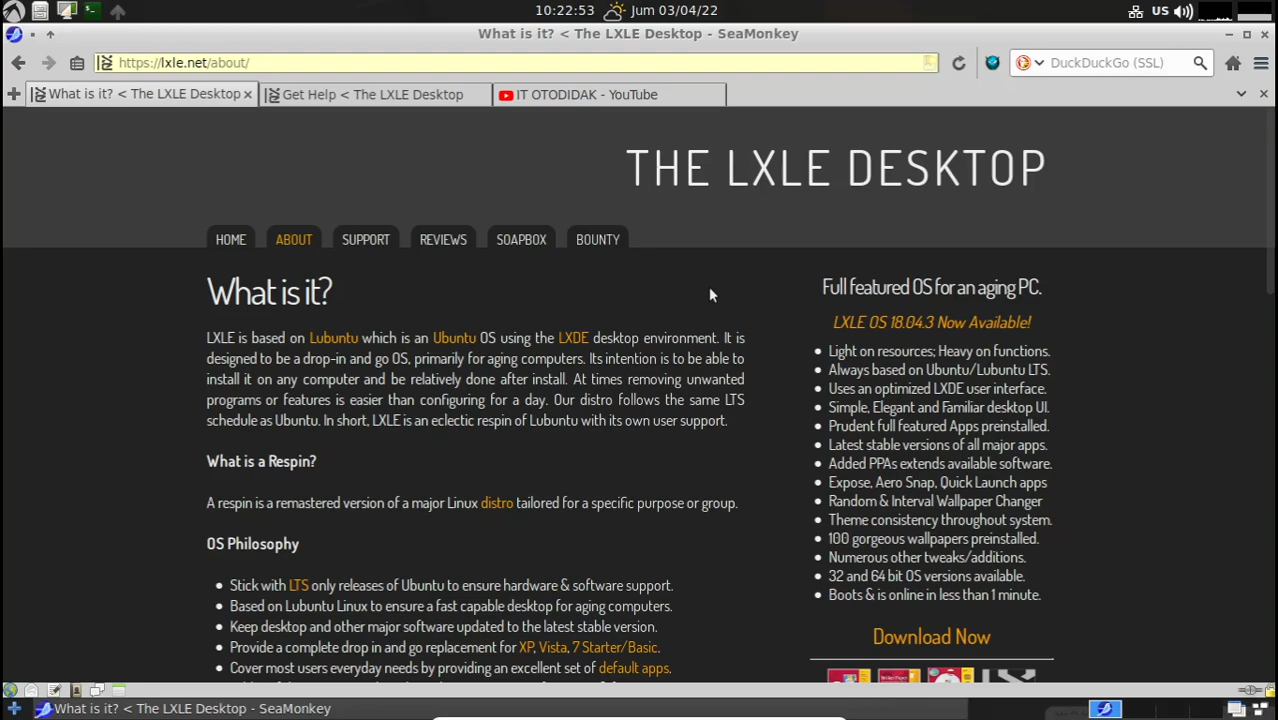 10:22:53 Jum 03/04/22 US
What is it? < The LXLE Desktop - SeaMonkey
https://lxle.net/about/ DuckDuckGo (SSL)
What is it? < The LXLE Desktop Get Help < The LXLE Desktop IT OTODIDAK - YouTube
THE LXLE DESKTOP
HOME ABOUT SUPPORT REVIEWS SOAPBOX BOUNTY
What is it?
LXLE is based on Lubuntu which is an Ubuntu OS using the LXDE desktop environment. It is
designed to be a drop-in and go OS, primarily for aging computers. Its intention is to be able to
install it on any computer and be relatively done after install. At times removing unwanted
programs or features is easier than configuring for a day. Our distro follows the same LTS
schedule as Ubuntu. In short, LXLE is an eclectic respin of Lubuntu with its own user support.
What is a Respin?
A respin is a remastered version of a major Linux distro tailored for a specific purpose or group.
OS Philosophy
Stick with LTS only releases of Ubuntu to ensure hardware & software support.
Based on Lubuntu Linux to ensure a fast capable desktop for aging computers.
Keep desktop and other major software updated to the latest stable version.
Provide a complete drop in and go replacement for XP, Vista, 7 Starter/Basic.
Cover most users everyday needs by providing an excellent set of default apps.
Full featured OS for an aging PC.
LXLE OS 18.04.3 Now Available!
Light on resources; Heavy on functions.
Always based on Ubuntu/Lubuntu LTS.
Uses an optimized LXDE user interface.
Simple, Elegant and Familiar desktop UI.
Prudent full featured Apps preinstalled.
Latest stable versions of all major apps.
Added PPAs extends available software.
Expose, Aero Snap, Quick Launch apps
Random & Interval Wallpaper Changer
Theme consistency throughout system.
100 gorgeous wallpapers preinstalled.
Numerous other tweaks/additions.
32 and 64 bit OS versions available.
Boots & is online in less than 1 minute.
Download Now
What is it? < The LXLE Desktop - SeaMonkey